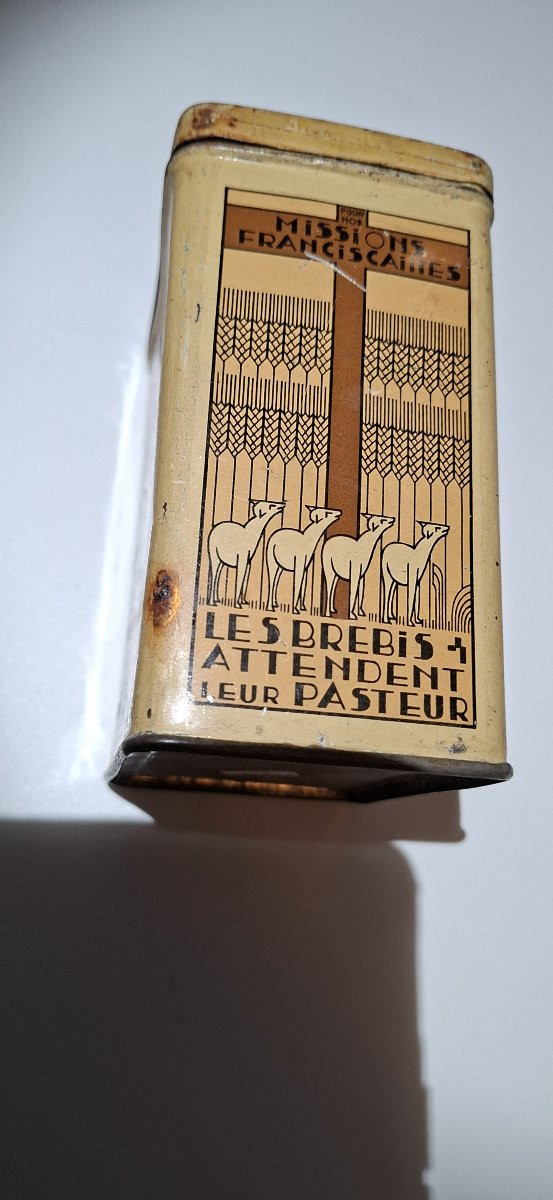 POUR
NOS
MiSSiONS
FRANCiSCAiNES
LES BREBiS
ATTENDENT
LEUR PASTEUR